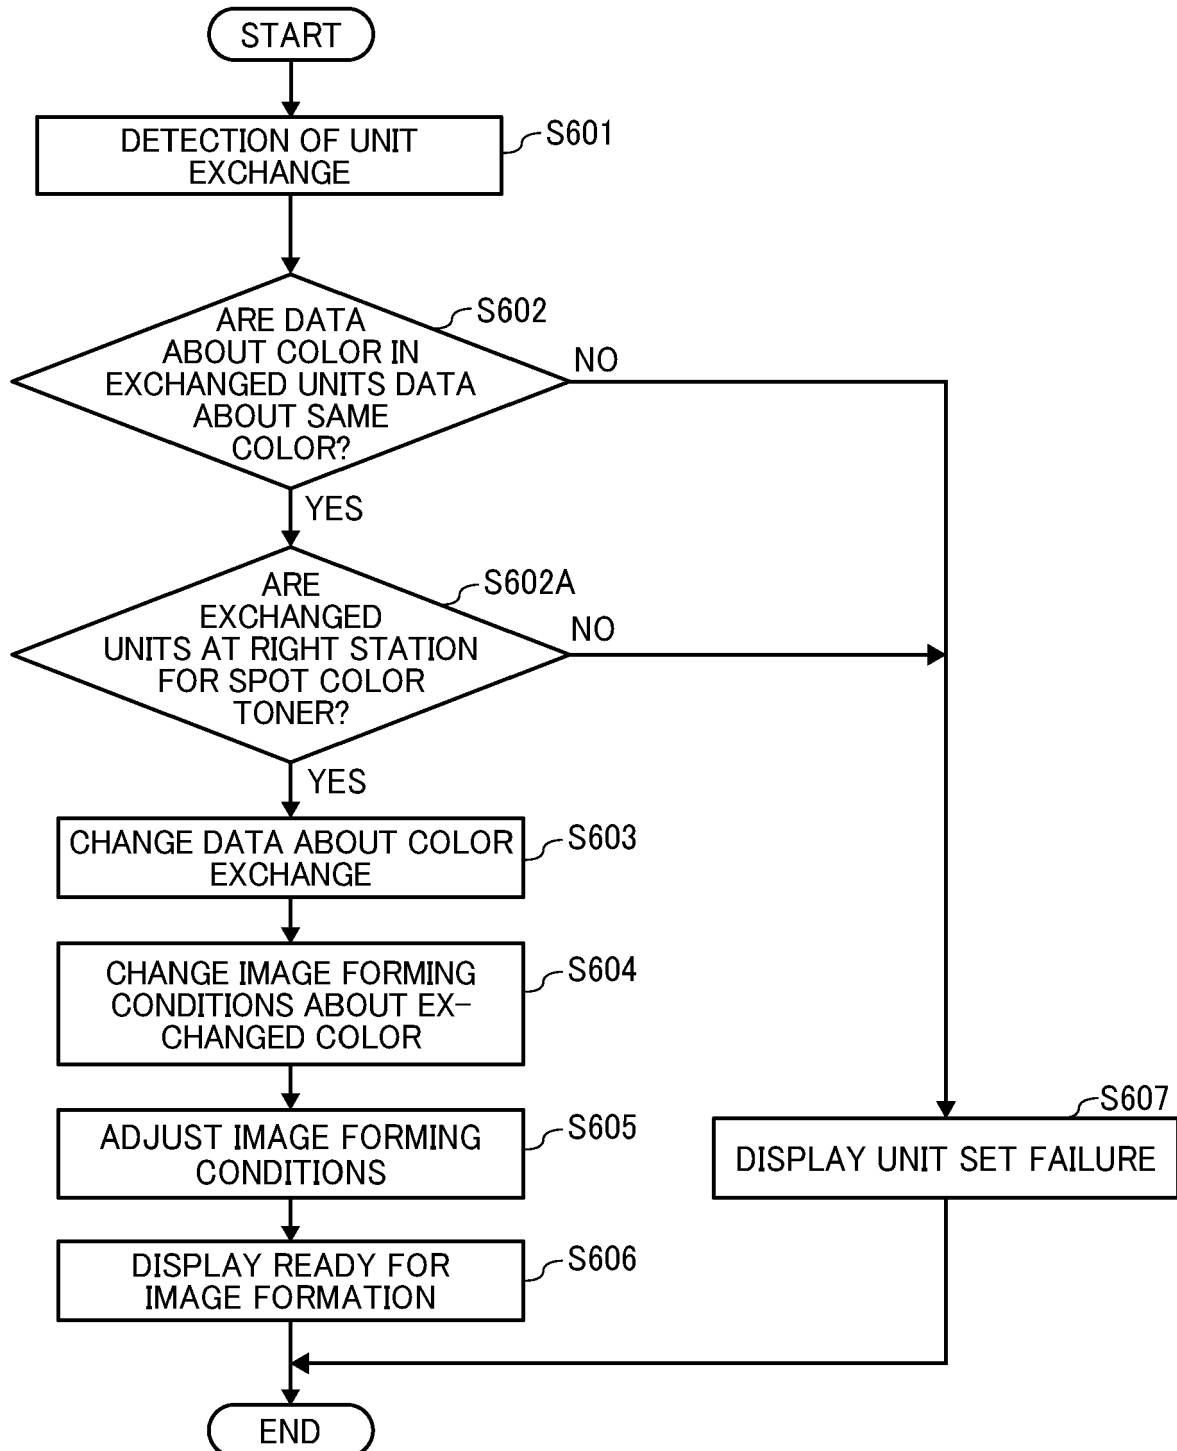 START
DETECTION OF UNIT
EXCHANGE
S601
ARE DATA
ABOUT COLOR IN
EXCHANGED UNITS DATA
ABOUT SAME
COLOR?
S602
NO
YES
ARE
EXCHANGED
UNITS AT RIGHT STATION
FOR SPOT COLOR
TONER?
S602A
NO
YES
CHANGE DATA ABOUT COLOR
EXCHANGE
S603
CHANGE IMAGE FORMING
CONDITIONS ABOUT EX-
CHANGED COLOR
S604
ADJUST IMAGE FORMING
CONDITIONS
S605
S607
DISPLAY UNIT SET FAILURE
DISPLAY READY FOR
IMAGE FORMATION
S606
END